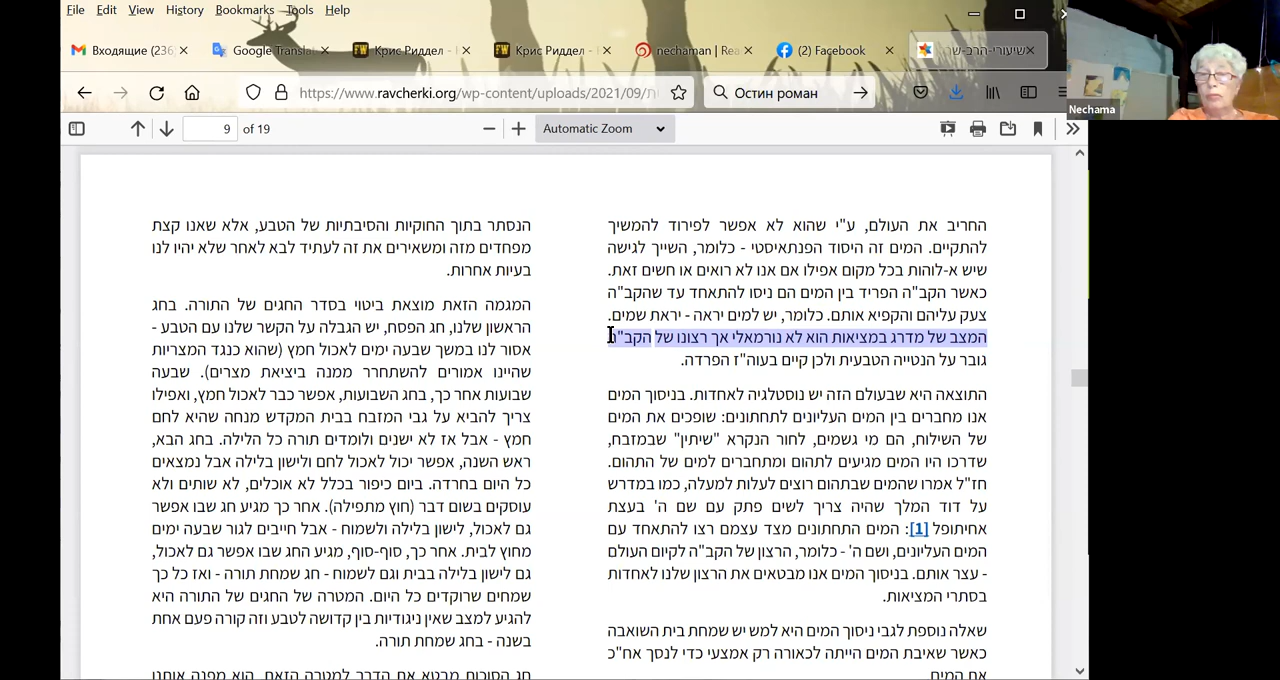 File Edit View History Bookmarks Tools Help
Входящие (236 Google Transla Крис Риддел - Крис Риддел - nechaman | Rea (2) Facebook שיעורי-הרב-שר
https://www.ravcherki.org/wp-content/uploads/2021/09/ Остин роман
Nechama
9 of 19 Automatic Zoom
החריב את העולם, ע"י שהוא לא אפשר לפירוד להמשיך
להתקיים. המים זה היסוד הפנתאיסטי - כלומר, השייך לגישה
שיש א-לוהות בכל מקום אפילו אם אנו לא רואים או חשים זאת.
כאשר הקב"ה הפריד בין המים הם ניסו להתאחד עד שהקב"ה
צעק עליהם והקפיא אותם. כלומר, יש למים יראה - יראת שמים.
המצב של מדרג במציאות הוא לא נורמאלי אך רצונו של הקב"ה
גובר על הנטייה הטבעית ולכן קיים בעוה"ז הפרדה.
התוצאה היא שבעולם הזה יש נוסטלגיה לאחדות. בניסוך המים
אנו מחברים בין המים העליונים לתחתונים: שופכים את המים
של השילוח, הם מי גשמים, לחור הנקרא "שיתין" שבמזבח,
שדרכו היו המים מגיעים לתהום ומתחברים למים של התהום.
חז"ל אמרו שהמים שבתהום רוצים לעלות למעלה, כמו במדרש
על דוד המלך שהיה צריך לשים פתק עם שם ה' בעצת
אחיתופל [1]: המים התחתונים מצד עצמם רצו להתאחד עם
המים העליונים, ושם ה' - כלומר, הרצון של הקב"ה לקיום העולם
- עצר אותם. בניסוך המים אנו מבטאים את הרצון שלנו לאחדות
בסתרי המציאות.
שאלה נוספת לגבי ניסוך המים היא למש יש שמחת בית השואבה
כאשר שאיבת המים הייתה לכאורה רק אמצעי כדי לנסך אח"כ
את המים
הנסתר בתוך החוקיות והסיבתיות של הטבע, אלא שאנו קצת
מפחדים מזה ומשאירים את זה לעתיד לבא לאחר שלא יהיו לנו
בעיות אחרות.
המגמה הזאת מוצאת ביטוי בסדר החגים של התורה. בחג
הראשון שלנו, חג הפסח, יש הגבלה על הקשר שלנו עם הטבע -
אסור לנו במשך שבעה ימים לאכול חמץ (שהוא כנגד המצריות
שהיינו אמורים להשתחרר ממנה ביציאת מצרים). שבעה
שבועות אחר כך, בחג השבועות, אפשר כבר לאכול חמץ, ואפילו
צריך להביא על גבי המזבח בבית המקדש מנחה שהיא לחם
חמץ - אבל אז לא ישנים ולומדים תורה כל הלילה. בחג הבא,
ראש השנה, אפשר יכול לאכול לחם ולישון בלילה אבל נמצאים
כל היום בחרדה. ביום כיפור בכלל לא אוכלים, לא שותים ולא
עוסקים בשום דבר (חוץ מתפילה). אחר כך מגיע חג שבו אפשר
גם לאכול, לישון בלילה ולשמוח - אבל חייבים לגור שבעה ימים
מחוץ לבית. אחר כך, סוף-סוף, מגיע החג שבו אפשר גם לאכול,
גם לישון בלילה בבית וגם לשמוח - חג שמחת תורה - ואז כל כך
שמחים שרוקדים כל היום. המטרה של החגים של התורה היא
להגיע למצב שאין ניגודיות בין קדושה לטבע וזה קורה פעם אחת
בשנה - בחג שמחת תורה.
חג הסוכות מבטא את הדבר למטרה הזאת. הוא מפנה אותנו